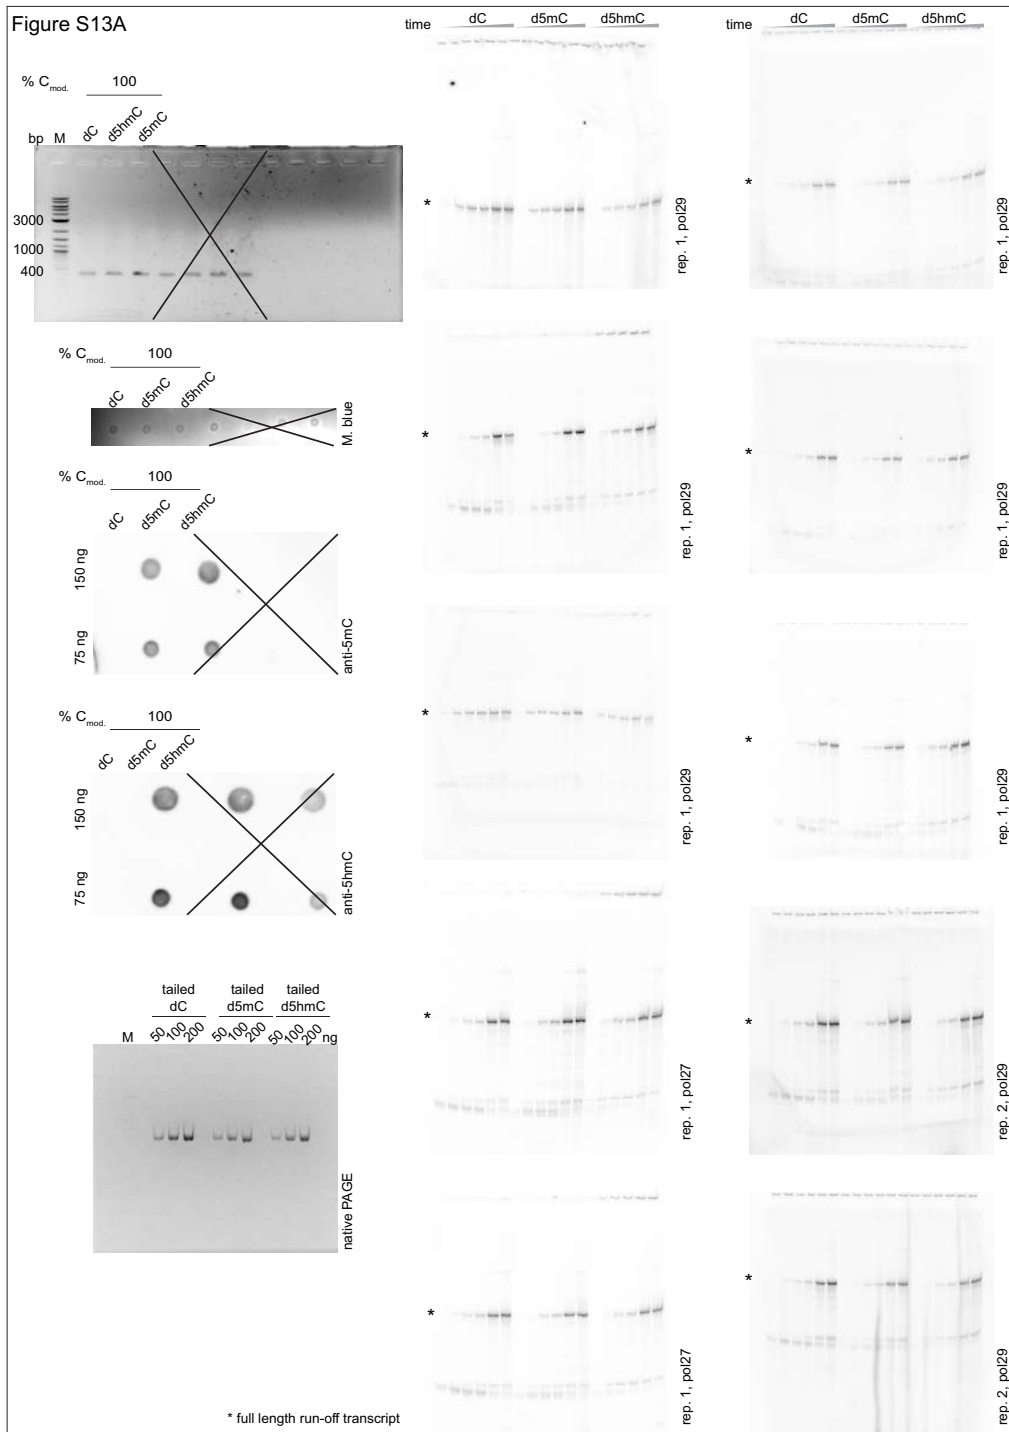 Figure S13A
% Cmod. 100
dC d5hmC d5mC
bp M
3000
1000
400
% Cmod. 100
dC d5mC d5hmC
M. blue
% Cmod. 100
dC d5mC d5hmC
150 ng
75 ng
anti-5mC
% Cmod. 100
dC d5mC d5hmC
150 ng
75 ng
anti-5hmC
tailed dC tailed d5mC tailed d5hmC
M 50 100 200 50 100 200 50 100 200 ng
native PAGE
* full length run-off transcript
time dC d5mC d5hmC
*
rep. 1, pol29
*
rep. 1, pol29
*
rep. 1, pol29
*
rep. 1, pol27
*
rep. 1, pol27
dC d5mC d5hmC
*
rep. 1, pol29
*
rep. 1, pol29
*
rep. 1, pol29
*
rep. 2, pol29
*
rep. 2, pol29